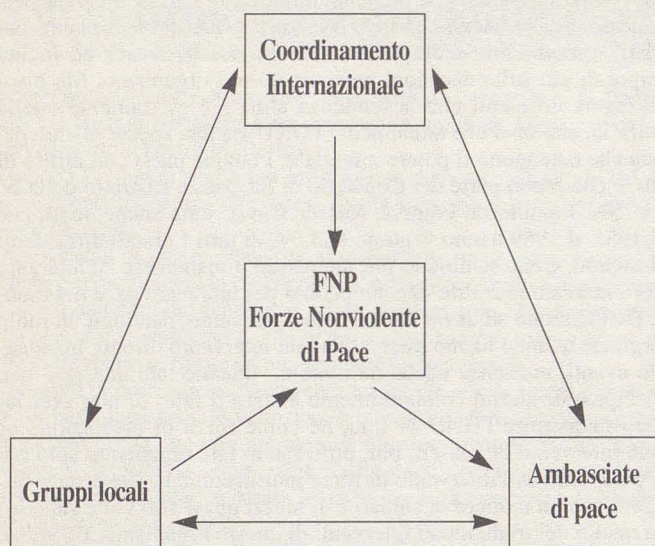 Coordinamento
Internazionale
FNP
Forze Nonviolente
di Pace
Gruppi locali
Ambasciate
di pace